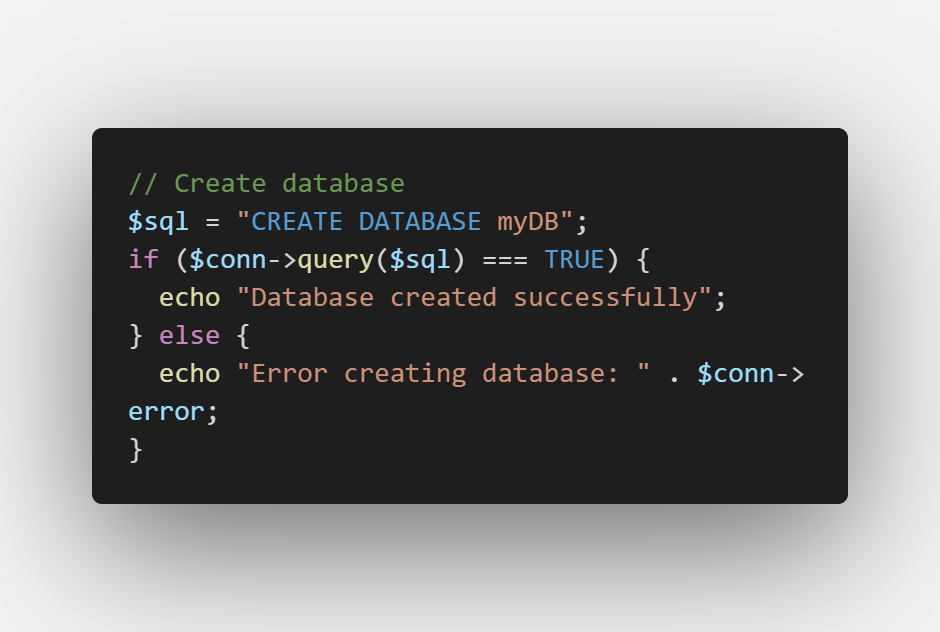 // Create database
$sql = "CREATE DATABASE myDB";
if ($conn->query($sql) === TRUE) {
  echo "Database created successfully";
} else {
  echo "Error creating database: " . $conn->
error;
}